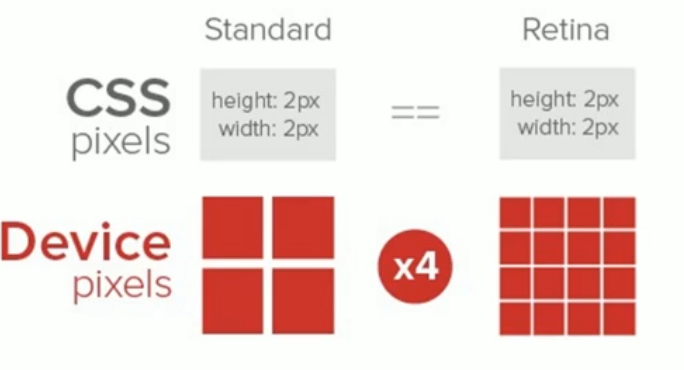 Standard Retina
CSS
pixels
height: 2px
width: 2px
==
height: 2px
width: 2px
Device
pixels
x4